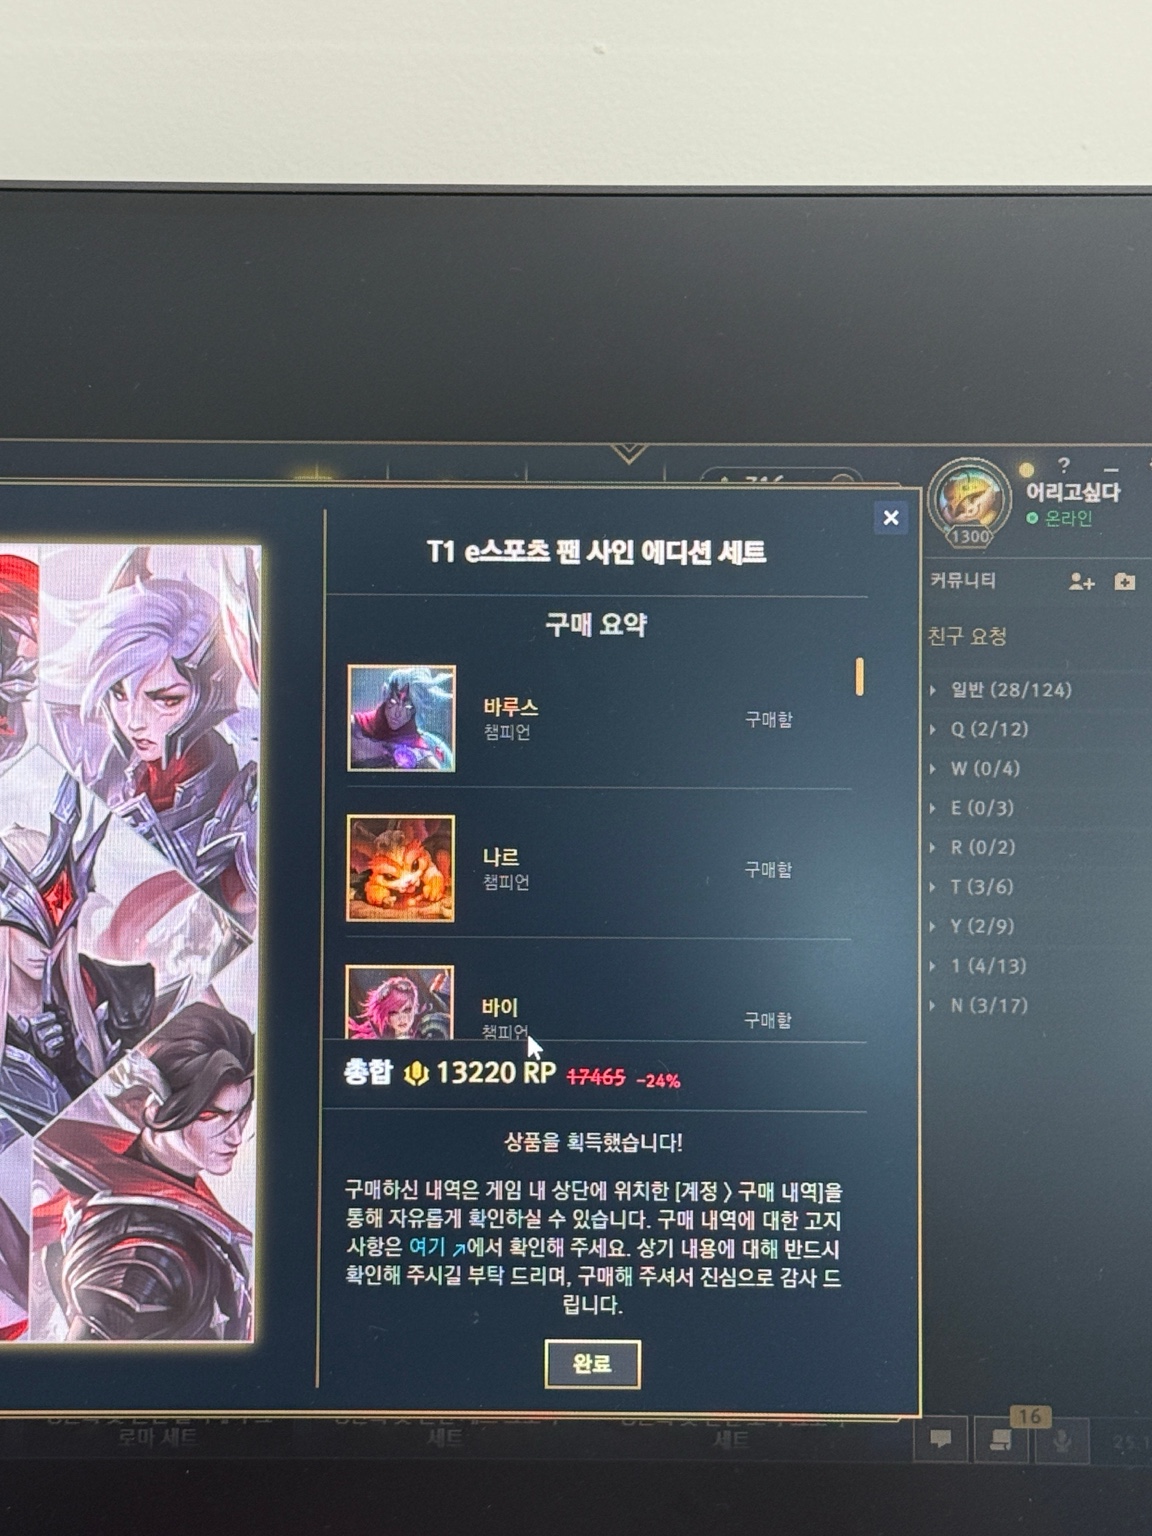 716
?
어리고싶다
온라인
1300
T1 e스포츠 팬 사인 에디션 세트
커뮤니티
구매 요약
친구 요청
바루스
챔피언
구매함
일반 (28/124)
Q (2/12)
W (0/4)
E (0/3)
나르
챔피언
구매함
R (0/2)
T (3/6)
Y (2/9)
1 (4/13)
N (3/17)
바이
챔피언
구매함
총합 13220 RP 17465 -24%
상품을 획득했습니다!
구매하신 내역은 게임 내 상단에 위치한 [계정 > 구매 내역]을
통해 자유롭게 확인하실 수 있습니다. 구매 내역에 대한 고지
사항은 여기 ↗에서 확인해 주세요. 상기 내용에 대해 반드시
확인해 주시길 부탁 드리며, 구매해 주셔서 진심으로 감사 드
립니다.
완료
16
로마 세트
세트
세트